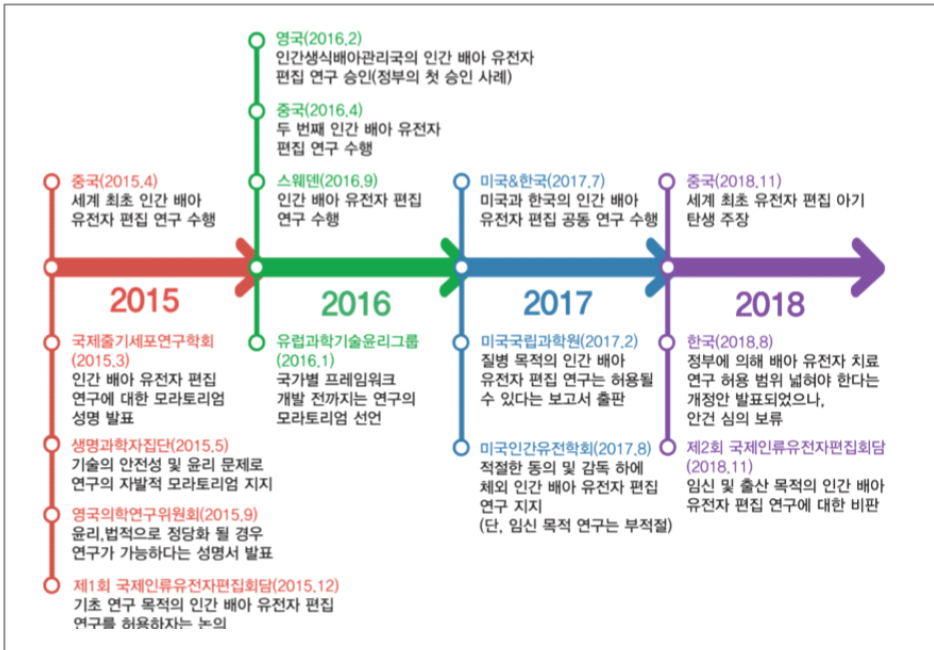 영국(2016.2)
인간생식배아관리국의 인간 배아 유전자
편집 연구 승인(정부의 첫 승인 사례)
중국(2016.4)
두 번째 인간 배아 유전자
편집 연구 수행
중국(2015.4)
세계 최초 인간 배아
유전자 편집 연구 수행
스웨덴(2016.9)
인간 배아 유전자 편집
연구 수행
미국&한국(2017.7)
미국과 한국의 인간 배아
유전자 편집 공동 연구 수행
중국(2018.11)
세계 최초 유전자 편집 아기
탄생 주장
2015
2016
2017
2018
국제줄기세포연구학회
(2015.3)
인간 배아 유전자 편집
연구에 대한 모라토리엄
성명 발표
생명과학자집단(2015.5)
기술의 안전성 및 윤리 문제로
연구의 자발적 모라토리엄 지지
영국의학연구위원회(2015.9)
윤리,법적으로 정당화 될 경우
연구가 가능하다는 성명서 발표
제1회 국제인류유전자편집회담(2015.12)
기초 연구 목적의 인간 배아 유전자 편집
연구를 허용하자는 논의
유럽과학기술윤리그룹
(2016.1)
국가별 프레임워크
개발 전까지는 연구의
모라토리엄 선언
미국국립과학원(2017.2)
질병 목적의 인간 배아
유전자 편집 연구는 허용될
수 있다는 보고서 출판
미국인간유전학회(2017.8)
적절한 동의 및 감독 하에
체외 인간 배아 유전자 편집
연구 지지
(단, 임신 목적 연구는 부적절)
한국(2018.8)
정부에 의해 배아 유전자 치료
연구 허용 범위 넓혀야 한다는
개정안 발표되었으나,
안건 심의 보류
제2회 국제인류유전자편집회담
(2018.11)
임신 및 출산 목적의 인간 배아
유전자 편집 연구에 대한 비판